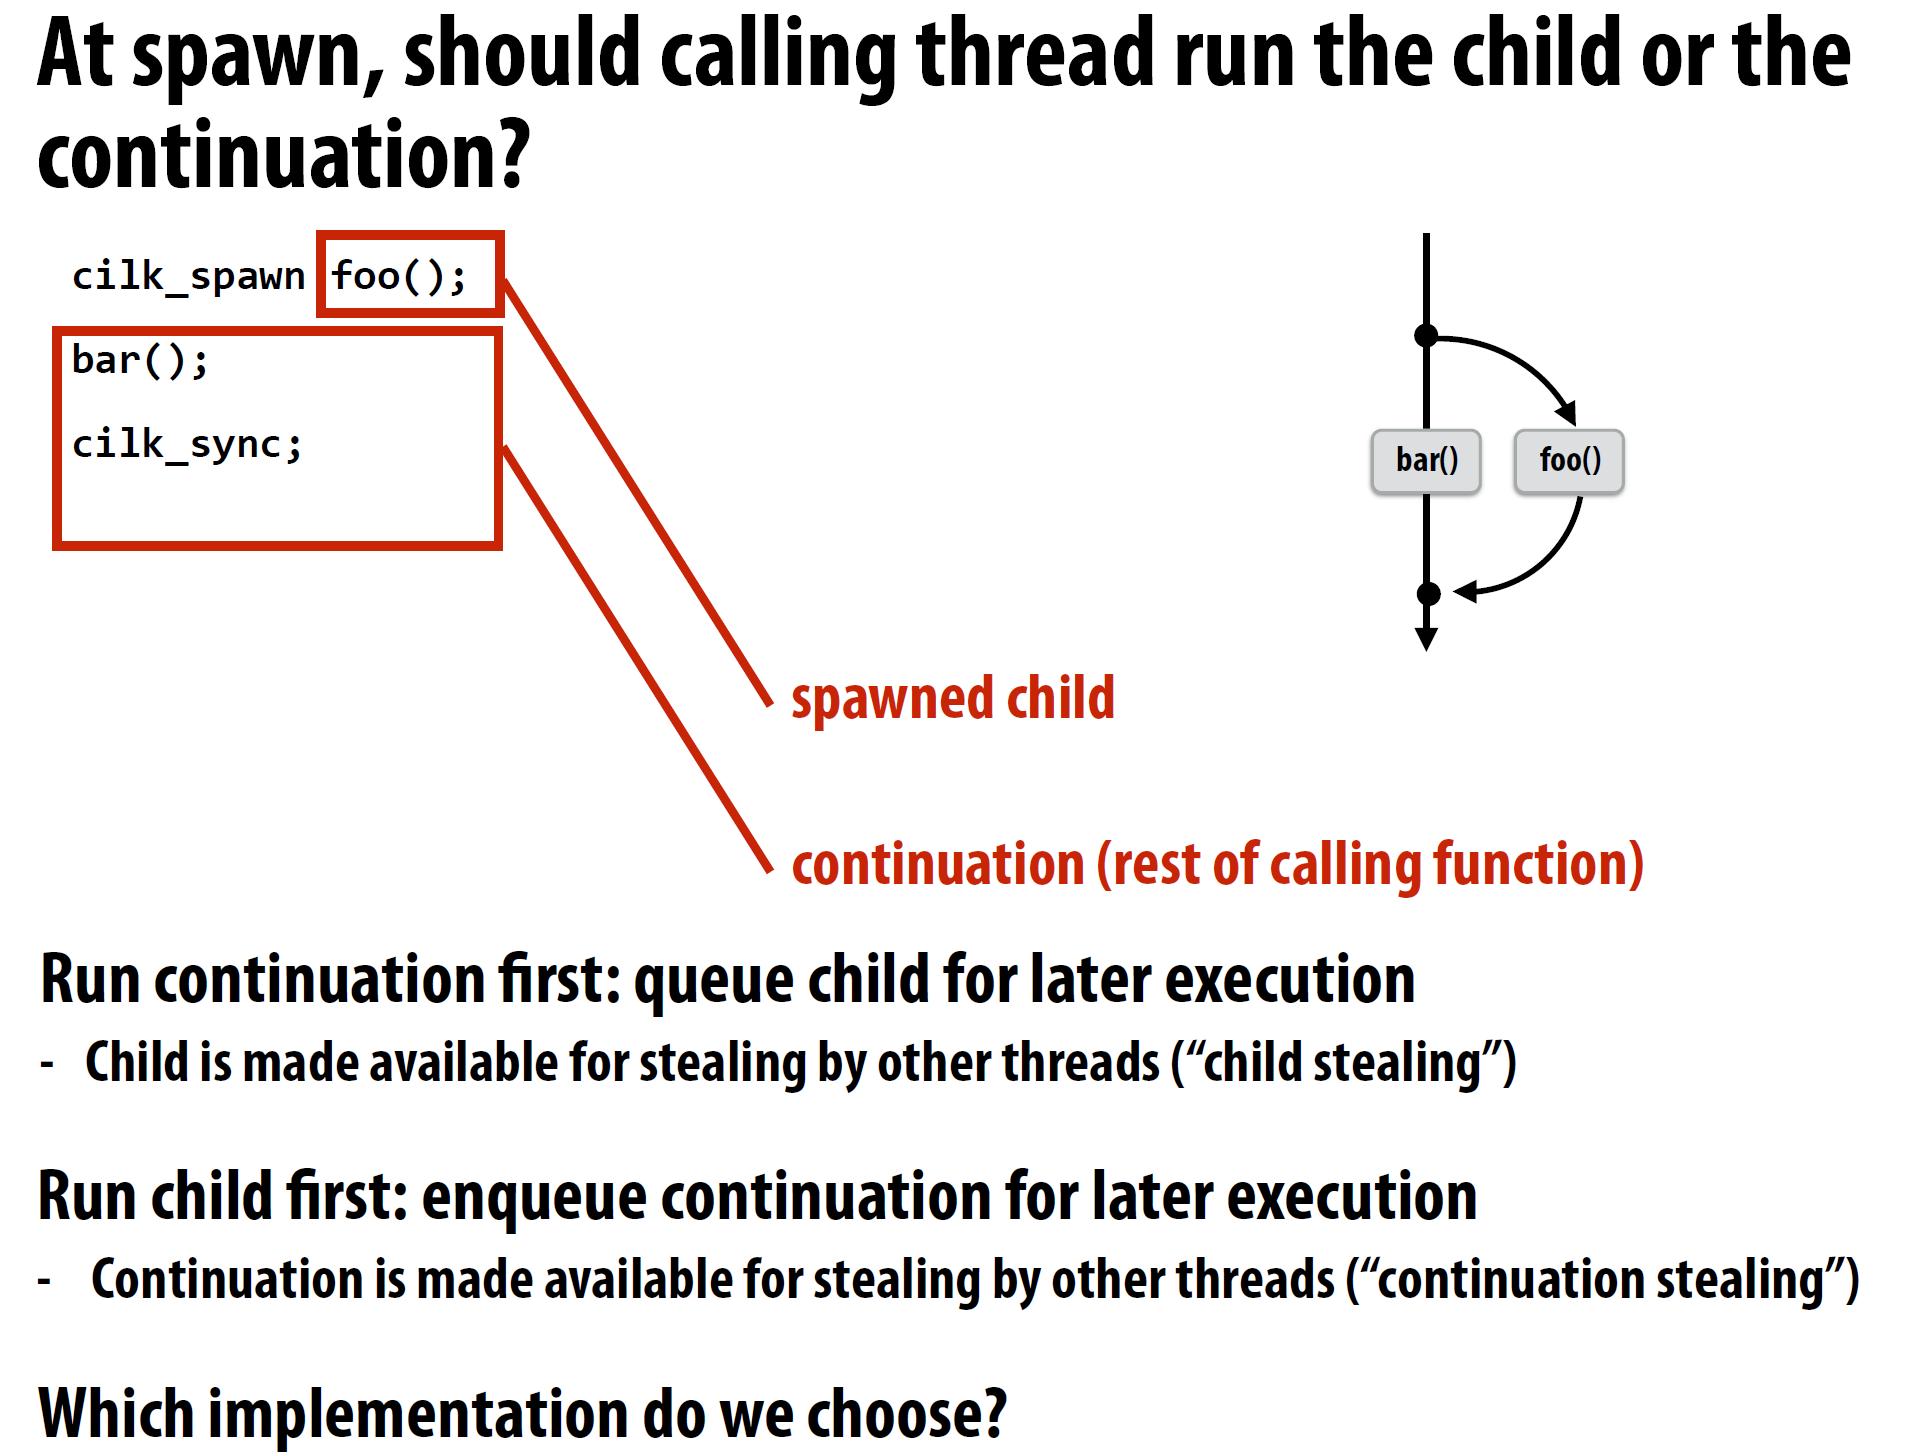 At spawn, should calling thread run the child or the
continuation?
cilk_spawn foo();
bar();
cilk_sync;
bar()
foo()
spawned child
continuation (rest of calling function)
Run continuation first: queue child for later execution
- Child is made available for stealing by other threads (“child stealing”)
Run child first: enqueue continuation for later execution
- Continuation is made available for stealing by other threads (“continuation stealing”)
Which implementation do we choose?